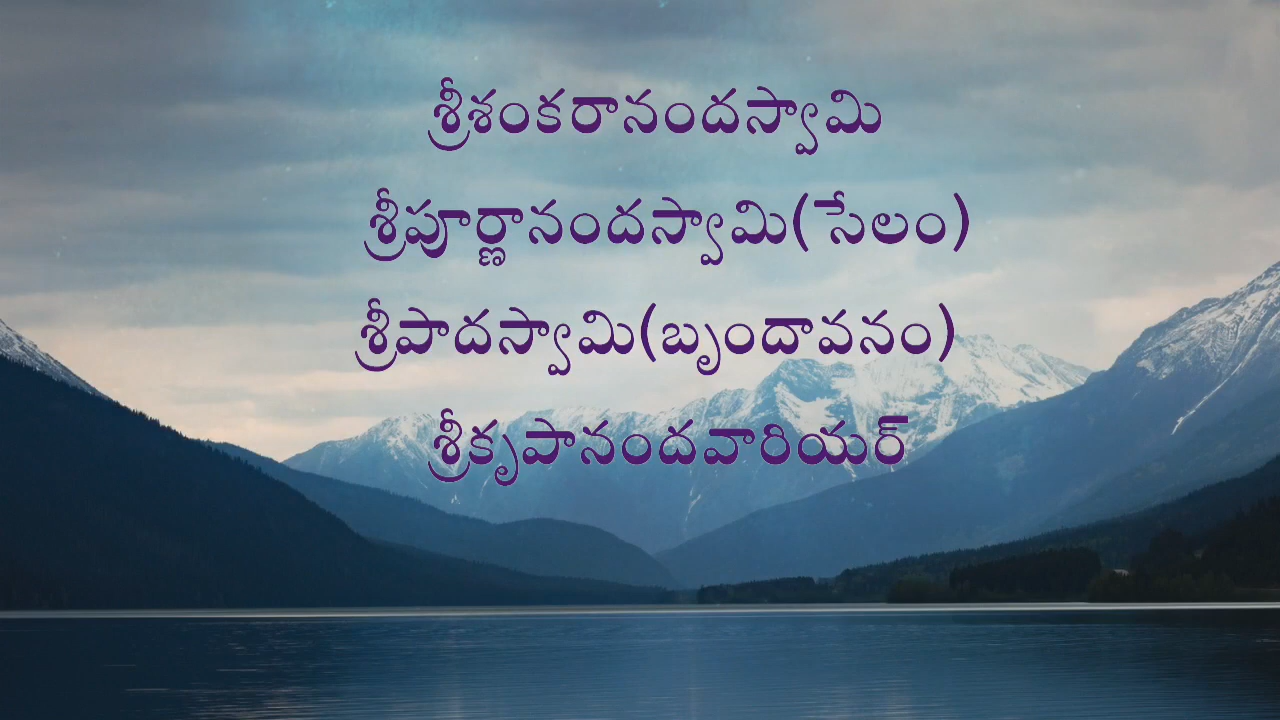 శ్రీశంకరానందస్వామి
శ్రీపూర్ణానందస్వామి(సేలం)
శ్రీపాదస్వామి(బృందావనం)
శ్రీకృపానందవారియర్